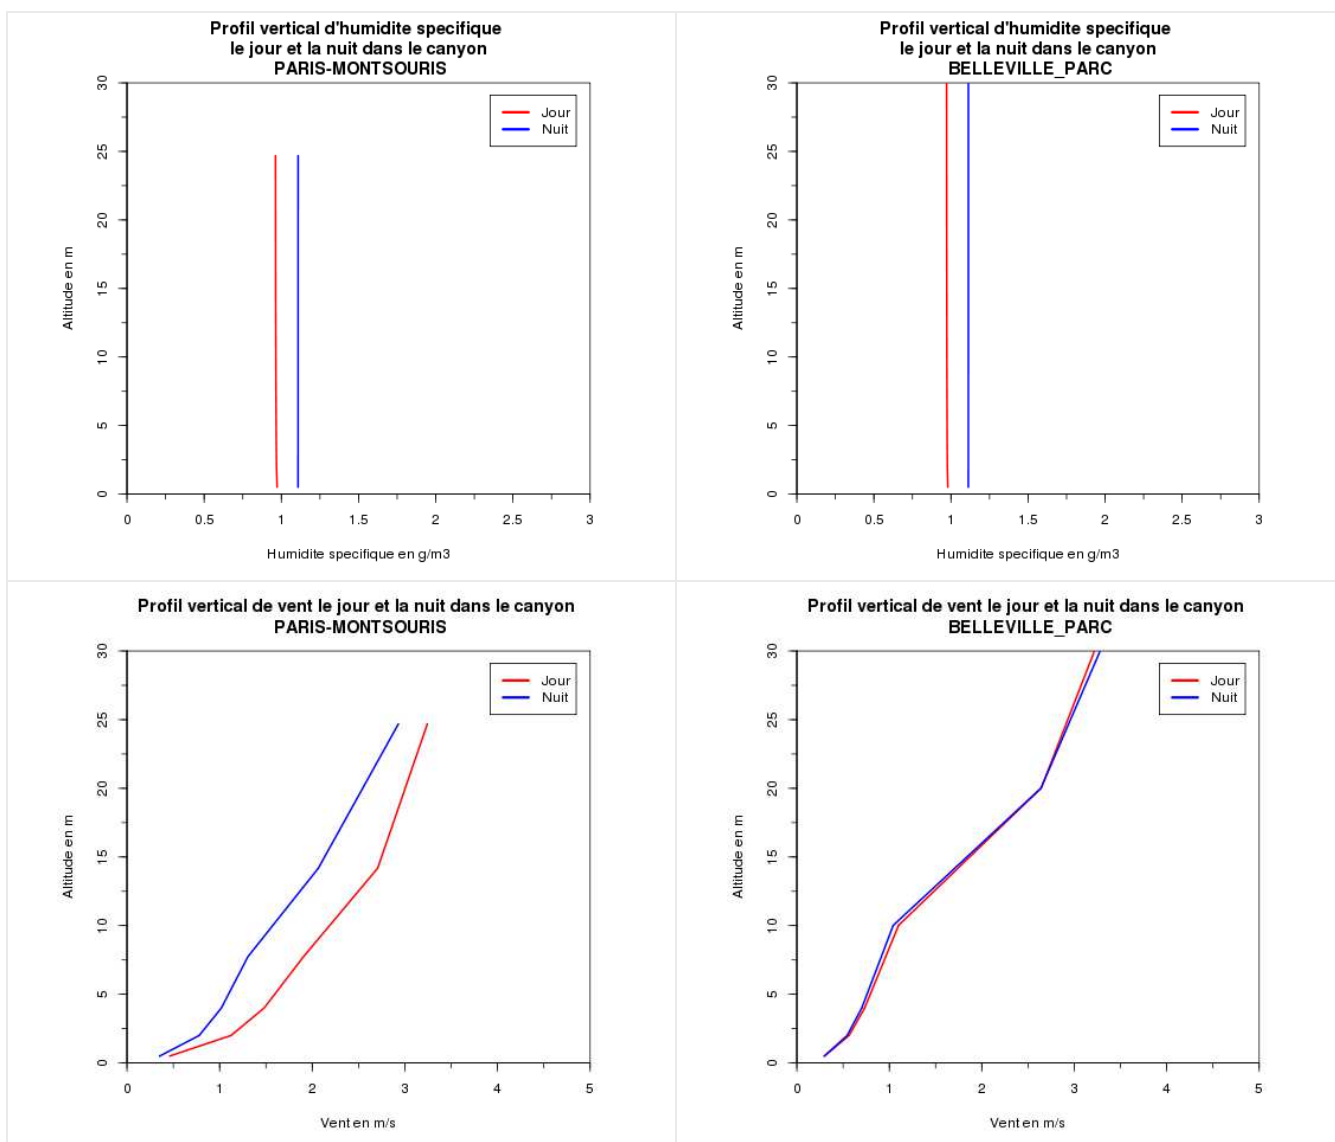 Profil vertical d'humidite specifique
le jour et la nuit dans le canyon
PARIS-MONTSOURIS
30
25
20
15
10
5
0
Altitude en m
Jour
Nuit
0 0.5 1 1.5 2 2.5 3
Humidite specifique en g/m3
Profil vertical d'humidite specifique
le jour et la nuit dans le canyon
BELLEVILLE_PARC
30
25
20
15
10
5
0
Altitude en m
Jour
Nuit
0 0.5 1 1.5 2 2.5 3
Humidite specifique en g/m3
Profil vertical de vent le jour et la nuit dans le canyon
PARIS-MONTSOURIS
30
25
20
15
10
5
0
Altitude en m
Jour
Nuit
0 1 2 3 4 5
Vent en m/s
Profil vertical de vent le jour et la nuit dans le canyon
BELLEVILLE_PARC
30
25
20
15
10
5
0
Altitude en m
Jour
Nuit
0 1 2 3 4 5
Vent en m/s